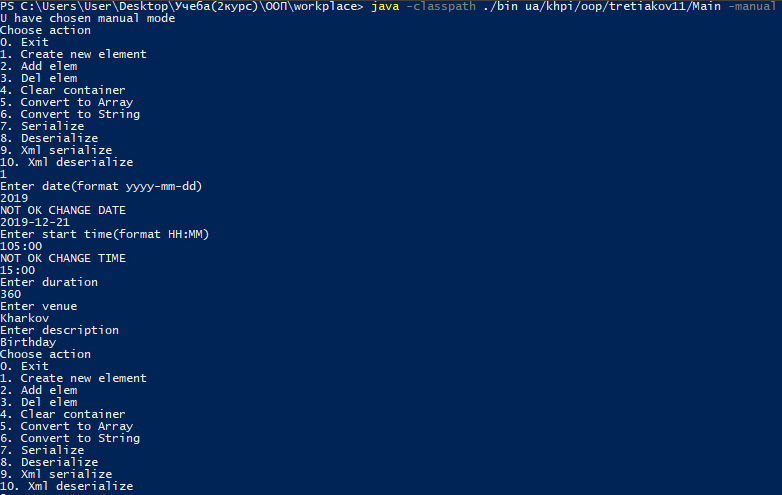 PS C:\Users\User\Desktop\Учеба(2курс)\ООП\workplace> java -classpath ./bin ua/khpi/oop/tretiakov11/Main -manual
U have chosen manual mode
Choose action
0. Exit
1. Create new element
2. Add elem
3. Del elem
4. Clear container
5. Convert to Array
6. Convert to String
7. Serialize
8. Deserialize
9. Xml serialize
10. Xml deserialize
1
Enter date(format yyyy-mm-dd)
2019
NOT OK CHANGE DATE
2019-12-21
Enter start time(format HH:MM)
105:00
NOT OK CHANGE TIME
15:00
Enter duration
360
Enter venue
Kharkov
Enter description
Birthday
Choose action
0. Exit
1. Create new element
2. Add elem
3. Del elem
4. Clear container
5. Convert to Array
6. Convert to String
7. Serialize
8. Deserialize
9. Xml serialize
10. Xml deserialize